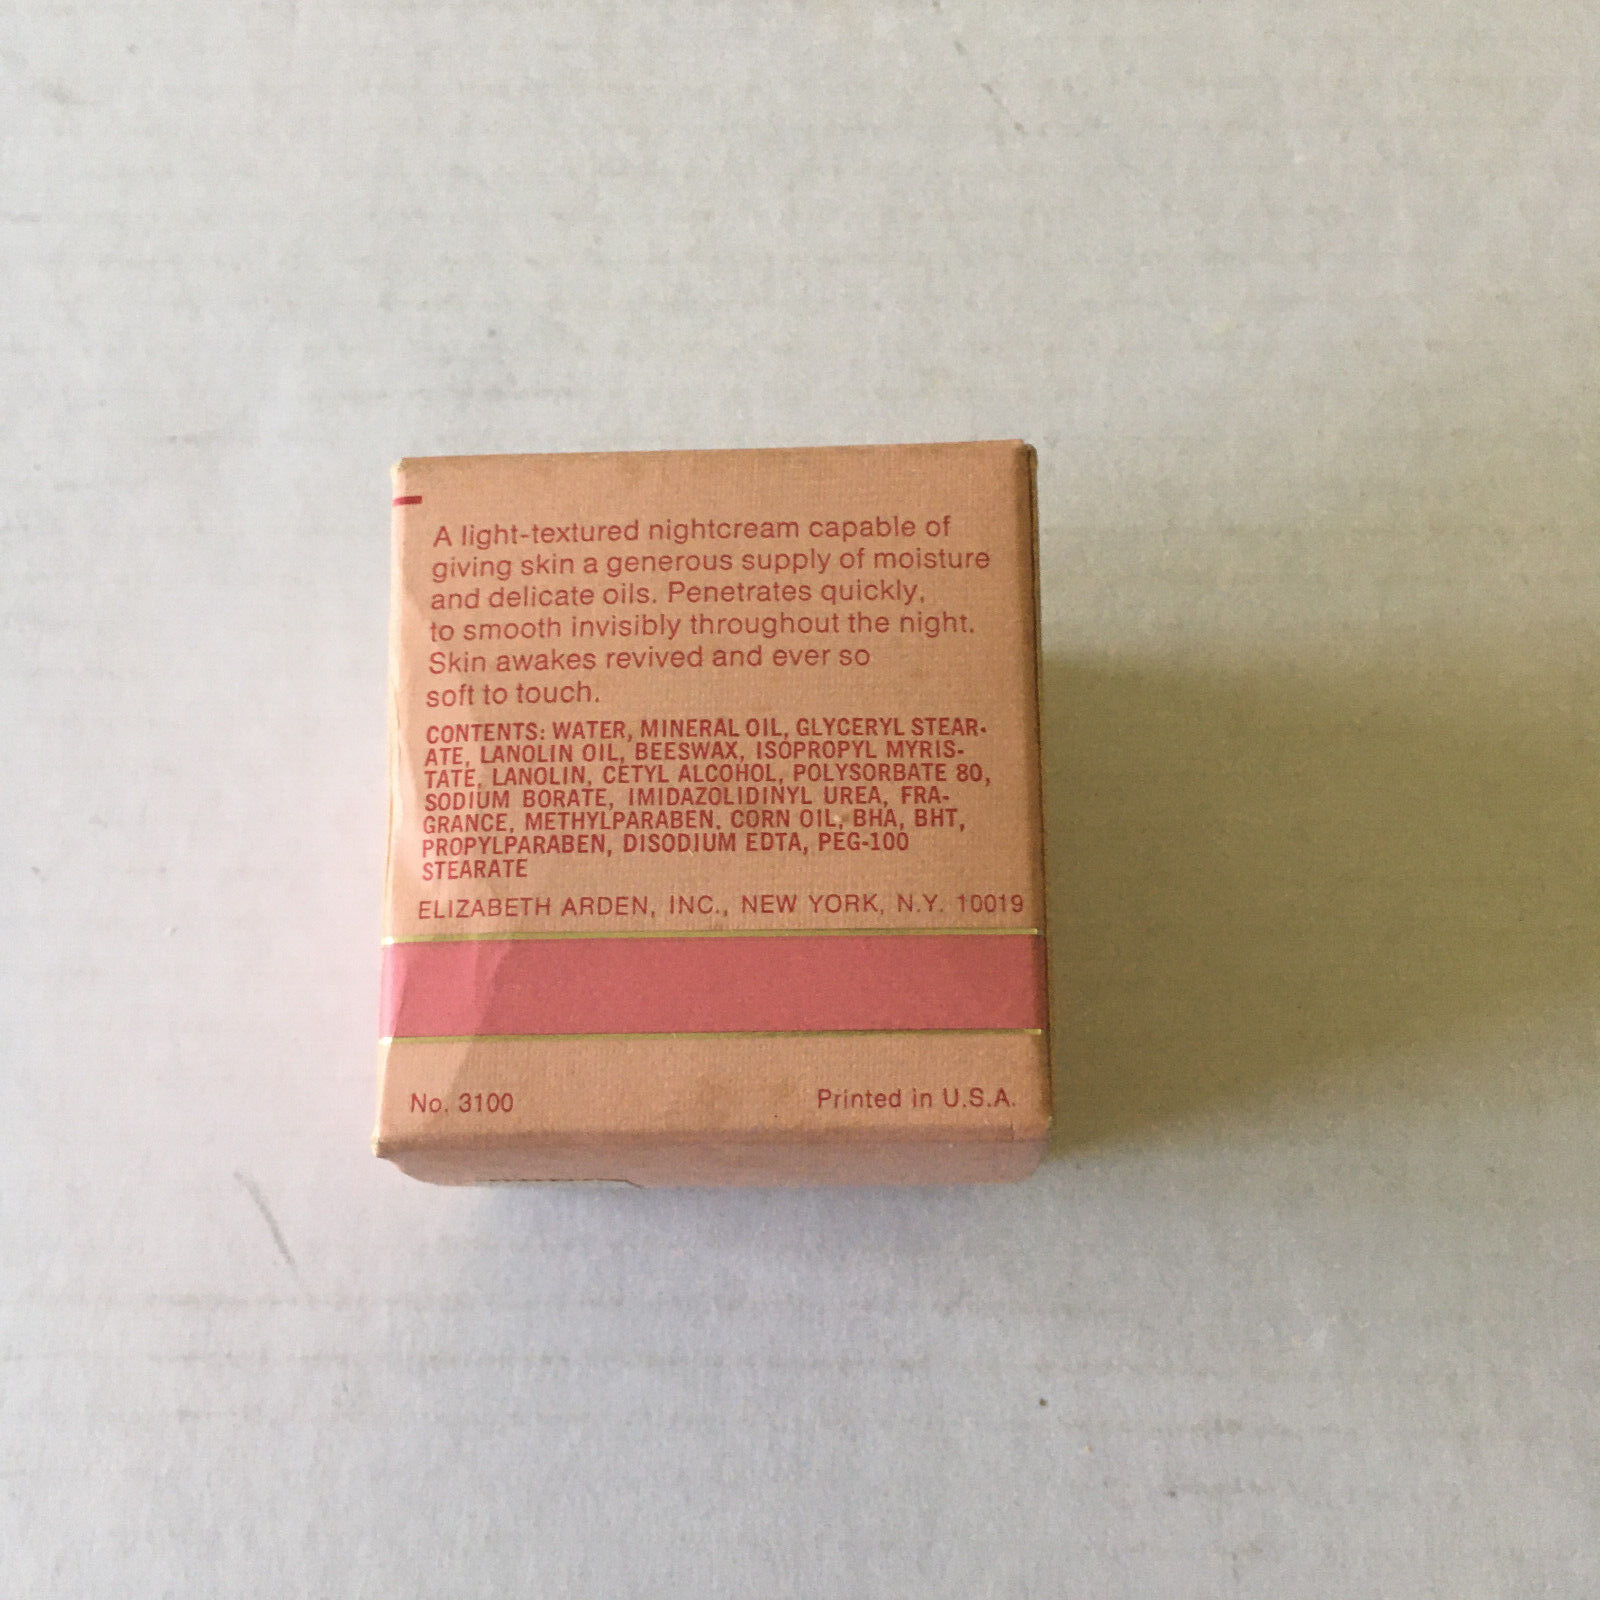 A light-textured nightcream capable of
giving skin a generous supply of moisture
and delicate oils. Penetrates quickly,
to smooth invisibly throughout the night.
Skin awakes revived and ever so
soft to touch.
CONTENTS: WATER, MINERAL OIL, GLYCERYL STEAR-
ATE, LANOLIN OIL, BEESWAX, ISOPROPYL MYRIS-
TATE, LANOLIN, CETYL ALCOHOL, POLYSORBATE 80,
SODIUM BORATE, IMIDAZOLIDINYL UREA, FRA-
GRANCE, METHYLPARABEN, CORN OIL, BHA, BHT,
PROPYLPARABEN, DISODIUM EDTA, PEG-100
STEARATE
ELIZABETH ARDEN, INC., NEW YORK, N.Y. 10019
No. 3100 Printed in U.S.A.